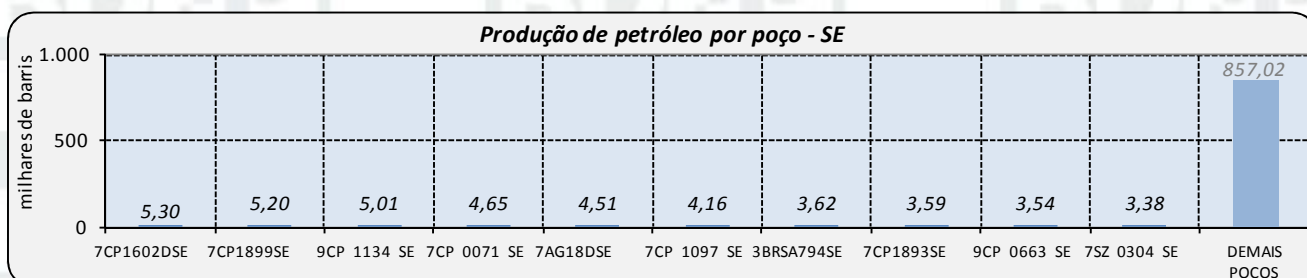 Produção de petróleo por poço - SE
milhares de barris
1.000
500
0
5,30
5,20
5,01
4,65
4,51
4,16
3,62
3,59
3,54
3,38
857,02
7CP1602DSE
7CP1899SE
9CP 1134 SE
7CP 0071 SE
7AG18DSE
7CP 1097 SE
3BRSA794SE
7CP1893SE
9CP 0663 SE
7SZ 0304 SE
DEMAIS
POÇOS